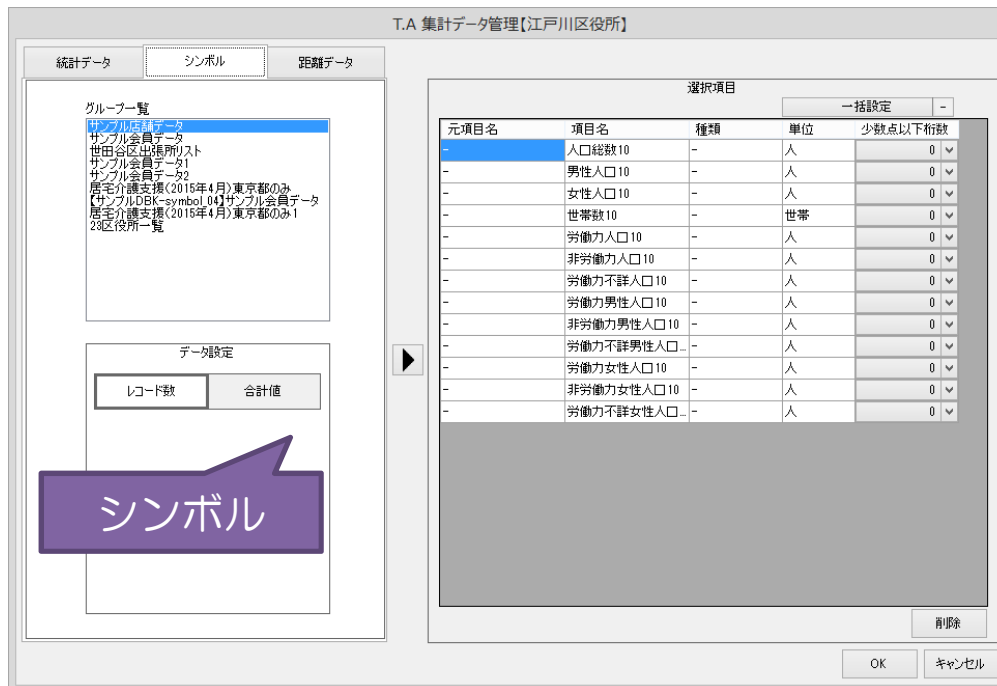 T.A 集計データ管理【江戸川区役所】
統計データ シンボル 距離データ
グループ一覧
サンプル店舗データ
サンプル会員データ
世田谷区出張所リスト
サンプル会員データ1
サンプル会員データ2
居宅介護支援(2015年4月)東京都のみ
【サンプルDBK-symbol_04】サンプル会員データ
居宅介護支援(2015年4月)東京都のみ1
23区役所一覧
データ設定
レコード数 合計値
シンボル
選択項目
一括設定 -
元項目名 項目名 種類 単位 少数点以下桁数
- 人口総数10 - 人 0
- 男性人口10 - 人 0
- 女性人口10 - 人 0
- 世帯数10 - 世帯 0
- 労働力人口10 - 人 0
- 非労働力人口10 - 人 0
- 労働力不詳人口10 - 人 0
- 労働力男性人口10 - 人 0
- 非労働力男性人口10 - 人 0
- 労働力不詳男性人口... - 人 0
- 労働力女性人口10 - 人 0
- 非労働力女性人口10 - 人 0
- 労働力不詳女性人口... - 人 0
削除
OK キャンセル